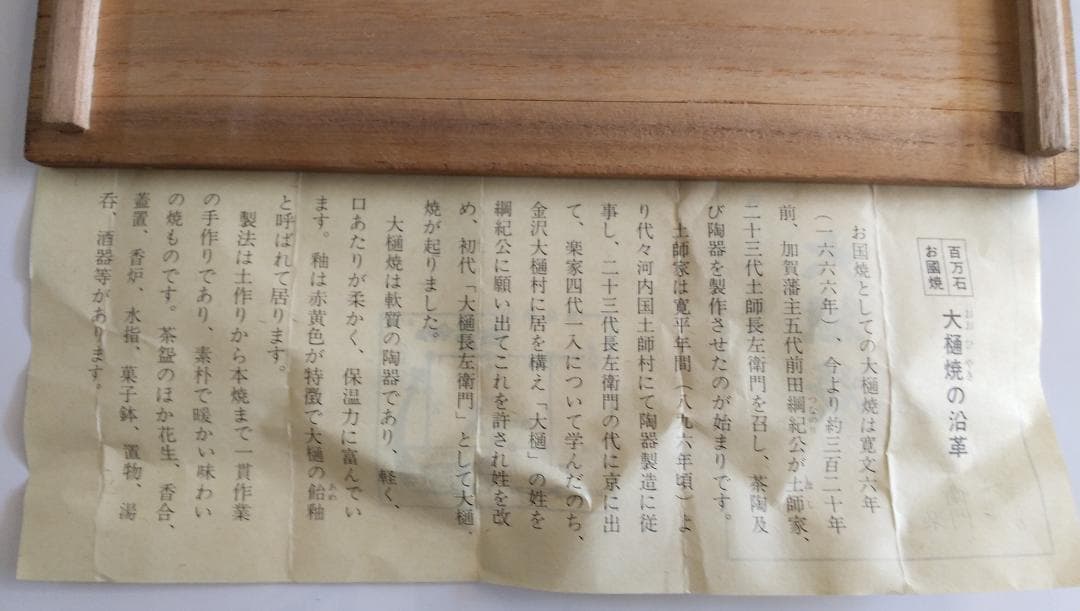 百万石
お國焼
大樋焼の沿革
おおひやき
お国焼としての大樋焼は寛文六年
(一六六六年)、今より約三百二十年
前、加賀藩主五代前田綱紀公が土師家、
つなのり
二十三代土師長左衛門を召し、茶陶及
び陶器を製作させたのが始まりです。
土師家は寛平年間(八九六年頃)よ
り代々河内国土師村にて陶器製造に従
事し、二十三代長左衛門の代に京に出
て、楽家四代一入について学んだのち、
金沢大樋村に居を構え「大樋」の姓を
綱紀公に願い出てこれを許され姓を改
め、初代「大樋長左衛門」として大樋
焼が起りました。
大樋焼は軟質の陶器であり、軽く、
口あたりが柔かく、保温力に富んでい
ます。釉は赤黄色が特徴で大樋の飴釉
あめ
と呼ばれて居ります。
製法は土作りから本焼まで一貫作業
の手作りであり、素朴で暖かい味わい
の焼ものです。茶盌のほか花生、香合、
蓋置、香炉、水指、菓子鉢、置物、湯
呑、酒器等があります。